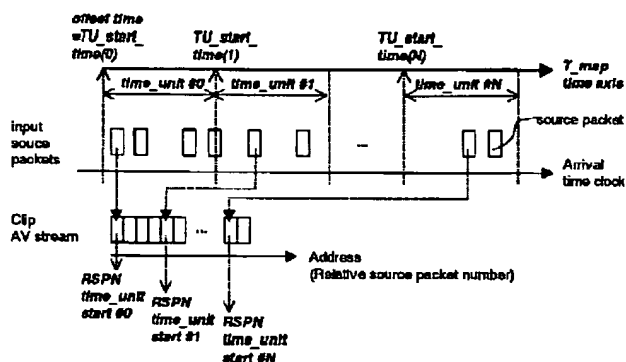 offset time
=TU_start_
time(0)
TU_start_
time(1)
TU_start_
time(N)
T_map
time axis
time_unit #0
time_unit #1
time_unit #N
input
souce
packets
source packet
...
Arrival
time clock
Clip
AV stream
...
Address
(Relative source packet number)
RSPN
time_unit
start #0
RSPN
time_unit
start #1
RSPN
time_unit
start #N